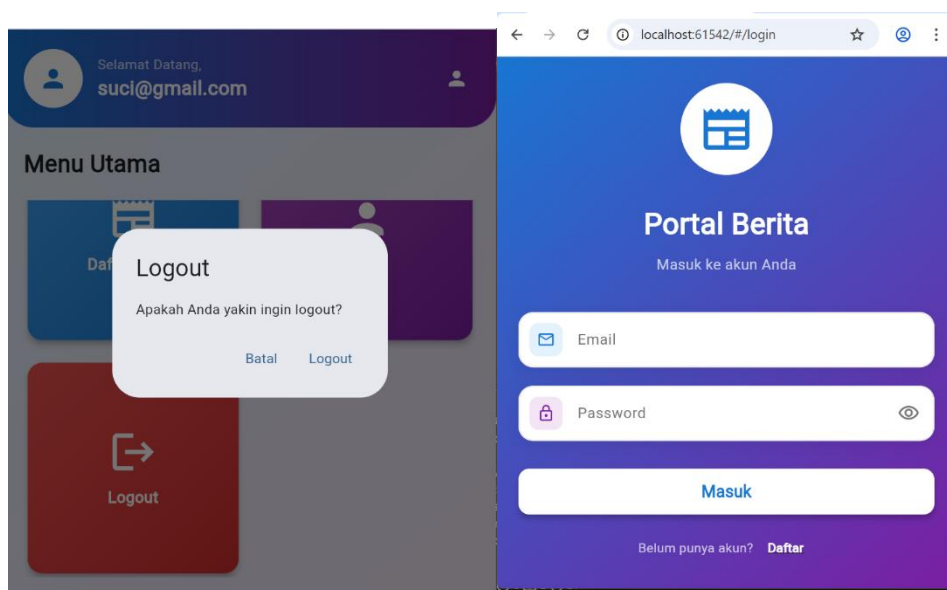 Selamat Datang,
suci@gmail.com
Menu Utama
Daf
Logout
Apakah Anda yakin ingin logout?
Batal Logout
Logout
localhost:61542/#/login
Portal Berita
Masuk ke akun Anda
Email
Password
Masuk
Belum punya akun? Daftar